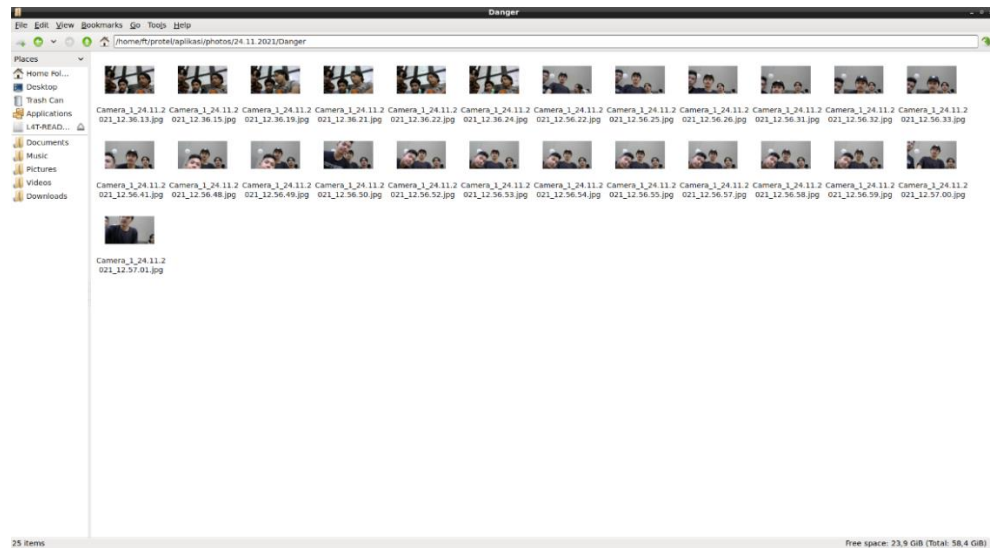 Danger
File Edit View Bookmarks Go Tools Help
/home/ft/protel/aplikasi/photos/24.11.2021/Danger
Places
Home Fol...
Desktop
Trash Can
Applications
L4T-READ...
Documents
Music
Pictures
Videos
Downloads
Camera_1_24.11.2 Camera_1_24.11.2 Camera_1_24.11.2 Camera_1_24.11.2 Camera_1_24.11.2 Camera_1_24.11.2 Camera_1_24.11.2 Camera_1_24.11.2 Camera_1_24.11.2 Camera_1_24.11.2 Camera_1_24.11.2 Camera_1_24.11.2
021_12.36.13.jpg 021_12.36.15.jpg 021_12.36.19.jpg 021_12.36.21.jpg 021_12.36.22.jpg 021_12.36.24.jpg 021_12.56.22.jpg 021_12.56.25.jpg 021_12.56.26.jpg 021_12.56.31.jpg 021_12.56.32.jpg 021_12.56.33.jpg
Camera_1_24.11.2 Camera_1_24.11.2 Camera_1_24.11.2 Camera_1_24.11.2 Camera_1_24.11.2 Camera_1_24.11.2 Camera_1_24.11.2 Camera_1_24.11.2 Camera_1_24.11.2 Camera_1_24.11.2 Camera_1_24.11.2 Camera_1_24.11.2
021_12.56.41.jpg 021_12.56.48.jpg 021_12.56.49.jpg 021_12.56.50.jpg 021_12.56.52.jpg 021_12.56.53.jpg 021_12.56.54.jpg 021_12.56.55.jpg 021_12.56.57.jpg 021_12.56.58.jpg 021_12.56.59.jpg 021_12.57.00.jpg
Camera_1_24.11.2
021_12.57.01.jpg
25 items
Free space: 23,9 GiB (Total: 58,4 GiB)